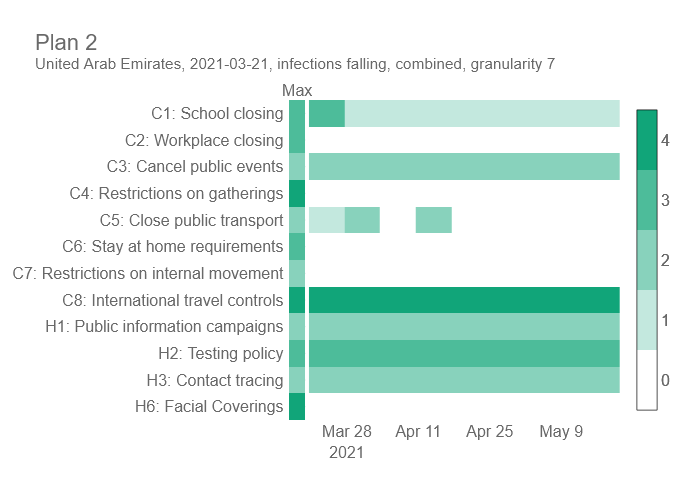 Plan 2
United Arab Emirates, 2021-03-21, infections falling, combined, granularity 7
Max
C1: School closing
C2: Workplace closing
C3: Cancel public events
C4: Restrictions on gatherings
C5: Close public transport
C6: Stay at home requirements
C7: Restrictions on internal movement
C8: International travel controls
H1: Public information campaigns
H2: Testing policy
H3: Contact tracing
H6: Facial Coverings
4
3
2
1
0
Mar 28 Apr 11 Apr 25 May 9
2021